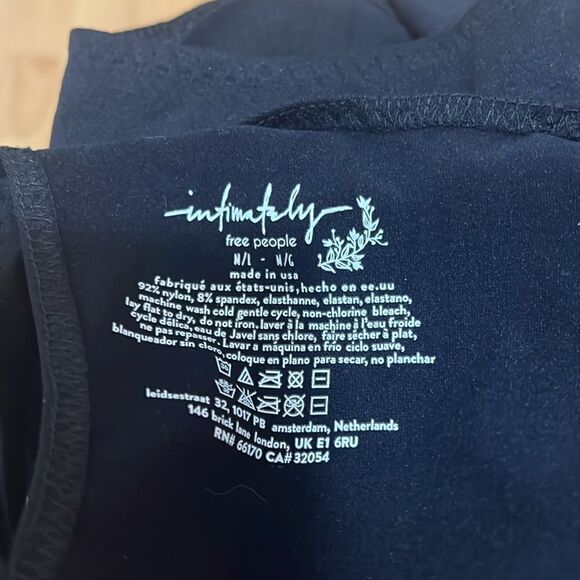 intimately
free people
M/L - M/G
made in usa
fabriqué aux états-unis, hecho en ee.uu
92% nylon, 8% spandex, elasthanne, elastan, elastano,
machine wash cold gentle cycle, non-chlorine bleach,
lay flat to dry, do not iron. laver à la machine à l'eau froide
cycle délica, eau de Javel sans chlore, faire sécher à plat,
ne pas repasser. Lavar a máquina en frío ciclo suave,
blanqueador sin cloro, coloque en plano para secar, no planchar
leidsestraat 32, 1017 PB amsterdam, Netherlands
146 brick lane london, UK E1 6RU
RN# 66170 CA# 32054